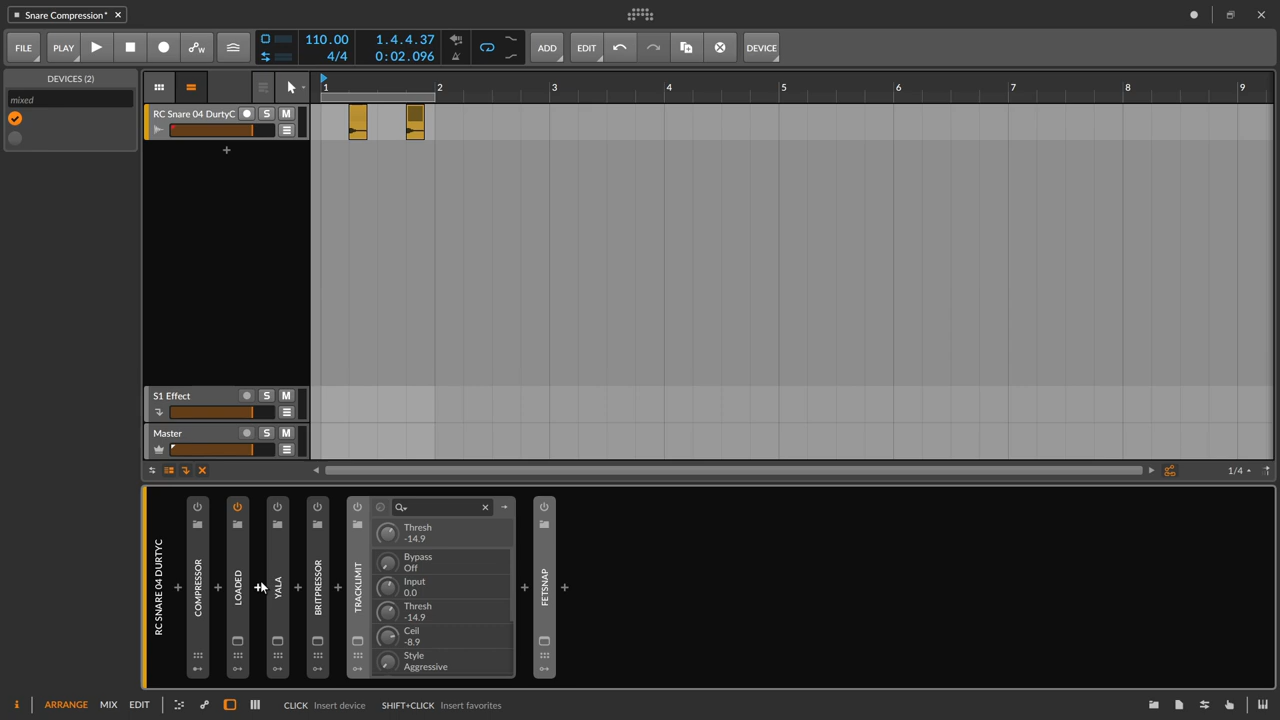 Snare Compression*
FILE
PLAY
110.00
4/4
1.4.4.37
0:02.096
ADD
EDIT
DEVICE
DEVICES (2)
mixed
1
2
3
4
5
6
7
8
9
RC Snare 04 DurtyC
S
M
S1 Effect
S
M
Master
S
M
1/4
RC SNARE 04 DURTYC
COMPRESSOR
LOADED
YALA
BRITPRESSOR
TRACKLIMIT
Thresh
-14.9
Bypass
Off
Input
0.0
Thresh
-14.9
Ceil
-8.9
Style
Aggressive
FETSNAP
i
ARRANGE
MIX
EDIT
CLICK Insert device
SHIFT+CLICK Insert favorites